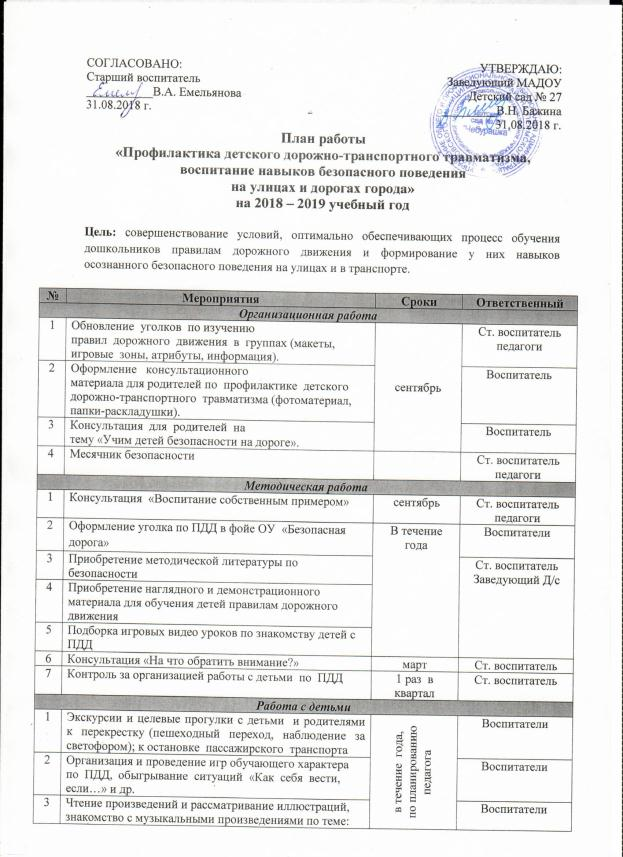 СОГЛАСОВАНО:
Старший воспитатель
В.А. Емельянова
31.08.2018 г.
УТВЕРЖДАЮ:
Заведующий МАДОУ
Детский сад № 27
В.Н. Бажина
31.08.2018 г.
План работы
«Профилактика детского дорожно-транспортного травматизма,
воспитание навыков безопасного поведения
на улицах и дорогах города»
на 2018 – 2019 учебный год
Цель: совершенствование условий, оптимально обеспечивающих процесс обучения
дошкольников правилам дорожного движения и формирование у них навыков
осознанного безопасного поведения на улицах и в транспорте.
№ Мероприятия Сроки Ответственный
Организационная работа
1 Обновление уголков по изучению
правил дорожного движения в группах (макеты,
игровые зоны, атрибуты, информация).
Ст. воспитатель
педагоги
2 Оформление консультационного
материала для родителей по профилактике детского
дорожно-транспортного травматизма (фотоматериал,
папки-раскладушки).
сентябрь
Воспитатель
3 Консультация для родителей на
тему «Учим детей безопасности на дороге».
Воспитатель
4 Месячник безопасности
Ст. воспитатель
педагоги
Методическая работа
1 Консультация «Воспитание собственным примером» сентябрь Ст. воспитатель
педагоги
2 Оформление уголка по ПДД в фойе ОУ «Безопасная
дорога»
В течение
года
Воспитатели
3 Приобретение методической литературы по
безопасности
Ст. воспитатель
Заведующий Д/с
4 Приобретение наглядного и демонстрационного
материала для обучения детей правилам дорожного
движения
5 Подборка игровых видео уроков по знакомству детей с
ПДД
6 Консультация «На что обратить внимание?» март Ст. воспитатель
7 Контроль за организацией работы с детьми по ПДД 1 раз в
квартал
Ст. воспитатель
Работа с детьми
1 Экскурсии и целевые прогулки с детьми и родителями
к перекрестку (пешеходный переход, наблюдение за
светофором); к остановке пассажирского транспорта
в течение года,
по планированию
педагога
Воспитатели
2 Организация и проведение игр обучающего характера
по ПДД, обыгрывание ситуаций «Как себя вести,
если…» и др.
Воспитатели
3 Чтение произведений и рассматривание иллюстраций,
знакомство с музыкальными произведениями по теме:
Воспитатели